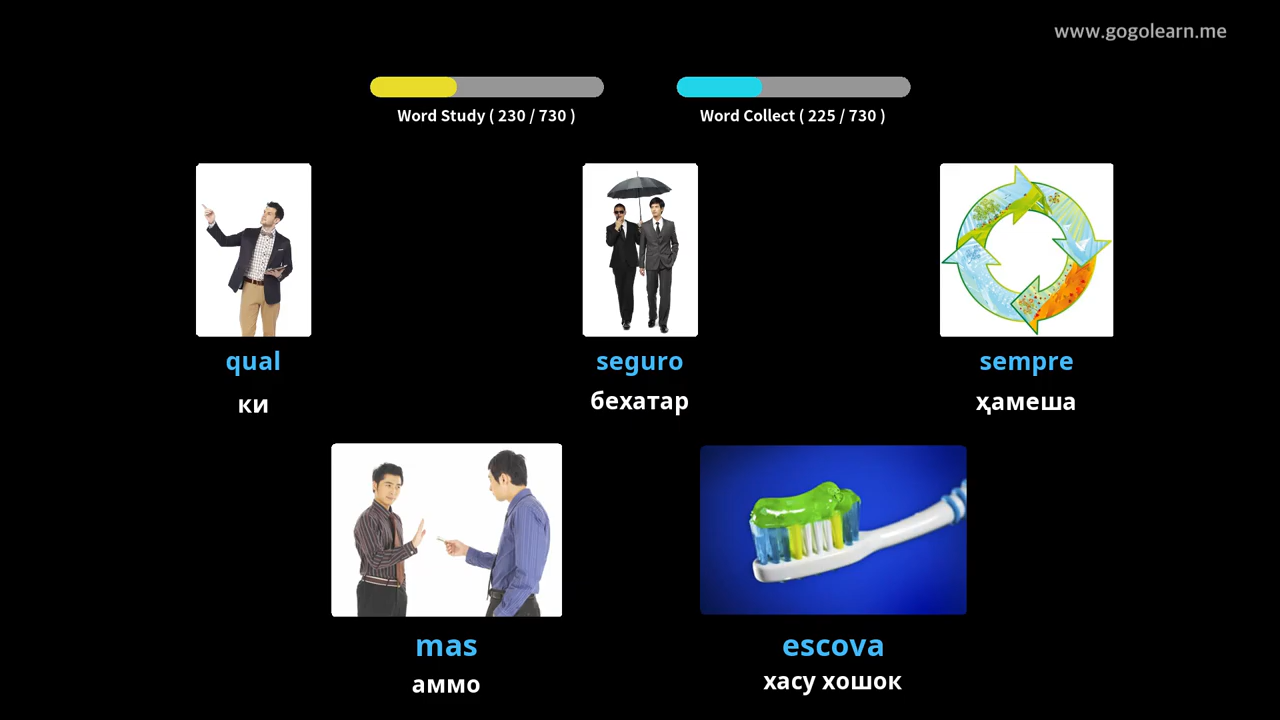 www.gogolearn.me
Word Study ( 230 / 730 )
Word Collect ( 225 / 730 )
qual
ки
seguro
бехатар
sempre
ҳамеша
mas
аммо
escova
хасу хошок